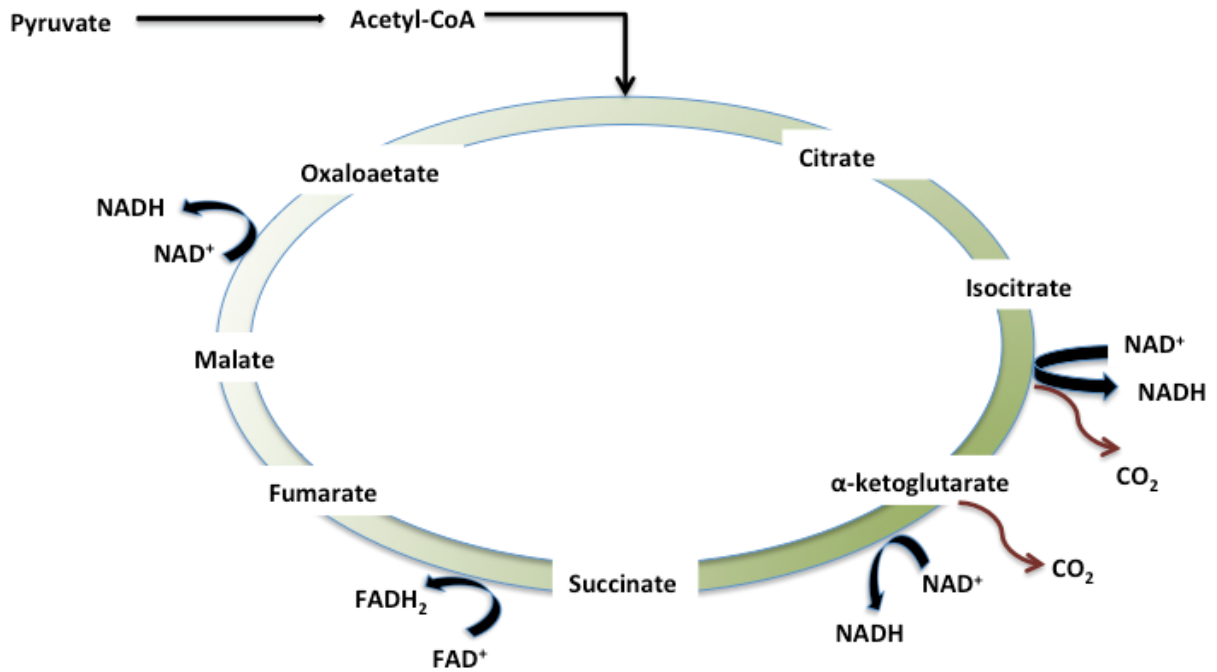 Pyruvate
Acetyl-CoA
Citrate
Oxaloaetate
NADH
NAD⁺
Isocitrate
NAD⁺
NADH
Malate
CO₂
α-ketoglutarate
Fumarate
CO₂
Succinate
NAD⁺
FADH₂
NADH
FAD⁺